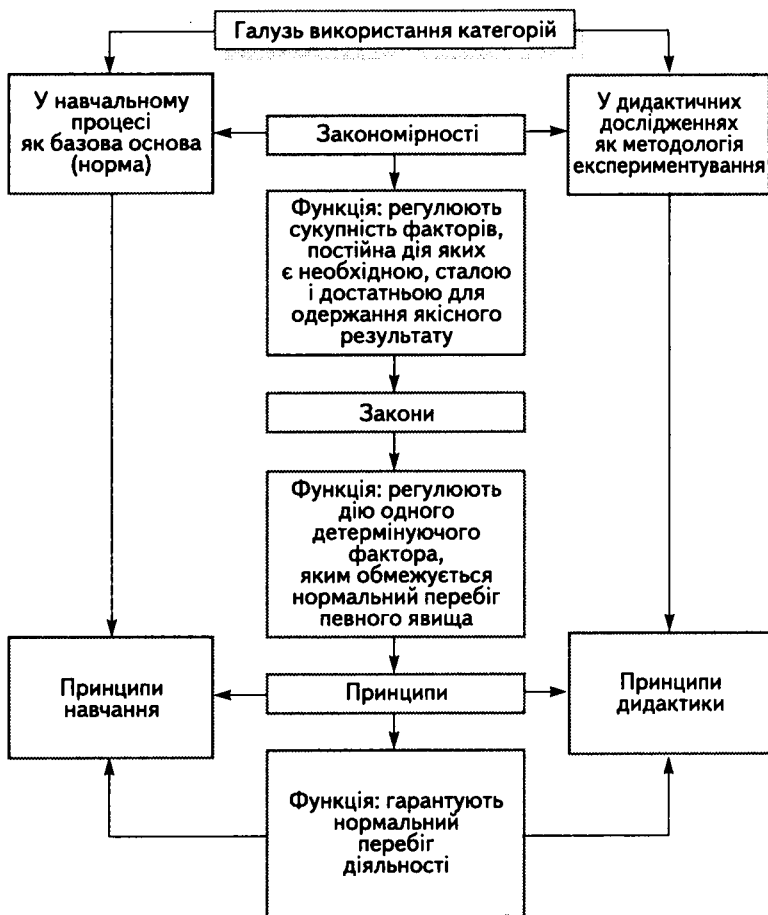 Галузь використання категорій
У навчальному
процесі
як базова основа
(норма)
Закономірності
У дидактичних
дослідженнях
як методологія
експериментування
Функція: регулюють
сукупність факторів,
постійна дія яких
є необхідною, сталою
і достатньою для
одержання якісного
результату
Закони
Функція: регулюють
дію одного
детермінуючого
фактора,
яким обмежується
нормальний перебіг
певного явища
Принципи
навчання
Принципи
Принципи
дидактики
Функція: гарантують
нормальний
перебіг
діяльності